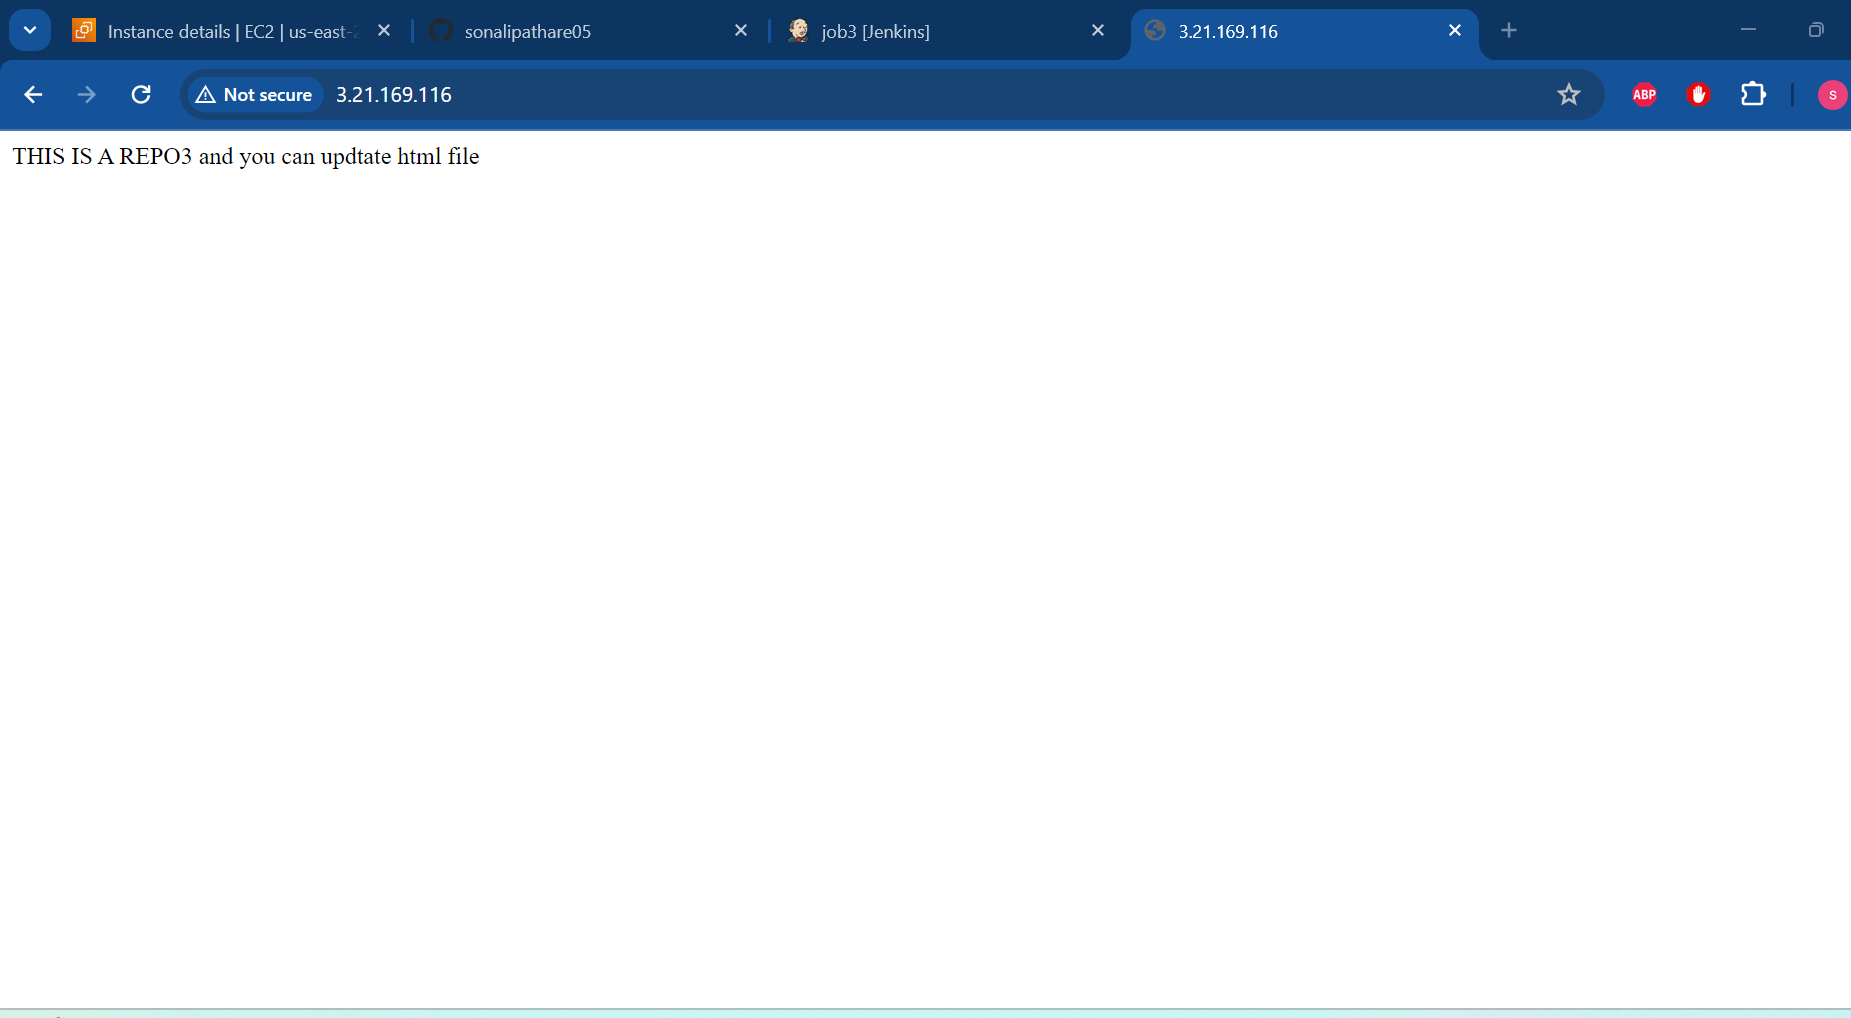 Instance details | EC2 | us-east-2
sonalipathare05
job3 [Jenkins]
3.21.169.116
Not secure
3.21.169.116
ABP
S
THIS IS A REPO3 and you can updtate html file